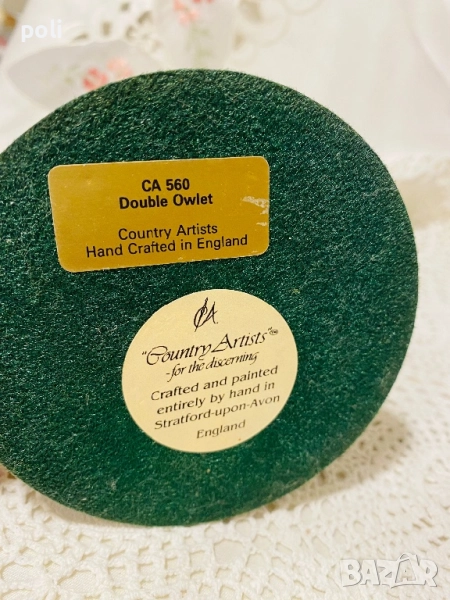 poli
CA 560
Double Owlet
Country Artists
Hand Crafted in England
CA
"Country Artists"™
-for the discerning
Crafted and painted
entirely by hand in
Stratford-upon-Avon
England
BAZAR